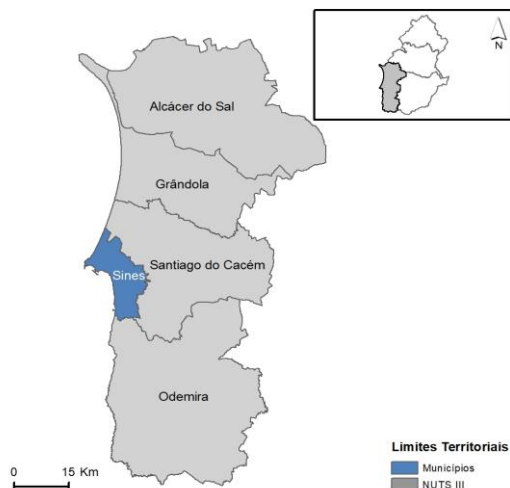 N
Alcácer do Sal
Grândola
Santiago do Cacém
Sines
Odemira
0 15 Km
Limites Territoriais
Municípios
NUTS III